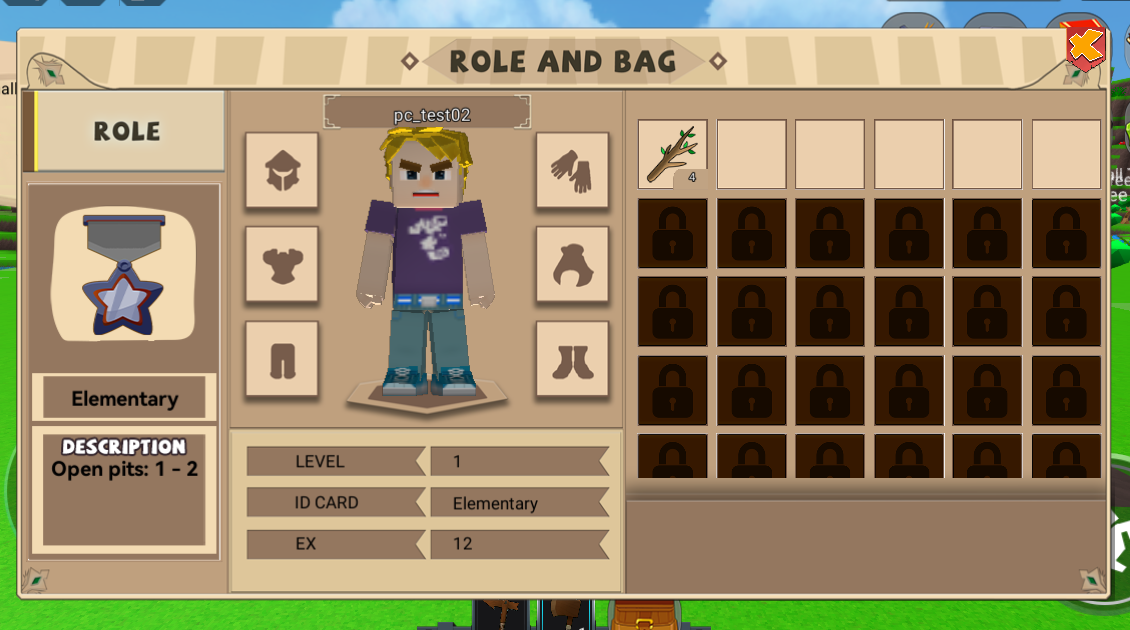 ROLE AND BAG
ROLE
pc_test02
4
Elementary
DESCRIPTION
Open pits: 1 - 2
LEVEL
1
ID CARD
Elementary
EX
12